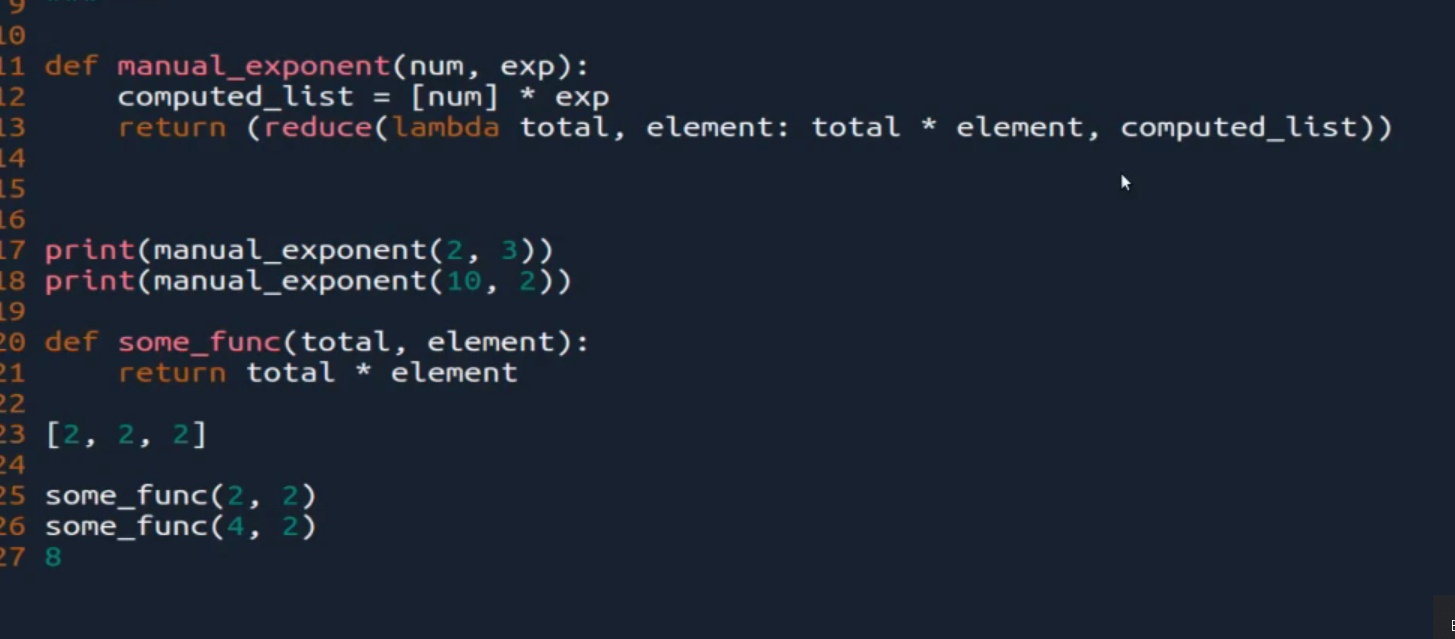 9 """
10
11 def manual_exponent(num, exp):
12     computed_list = [num] * exp
13     return (reduce(lambda total, element: total * element, computed_list))
14
15
16
17 print(manual_exponent(2, 3))
18 print(manual_exponent(10, 2))
19
20 def some_func(total, element):
21     return total * element
22
23 [2, 2, 2]
24
25 some_func(2, 2)
26 some_func(4, 2)
27 8